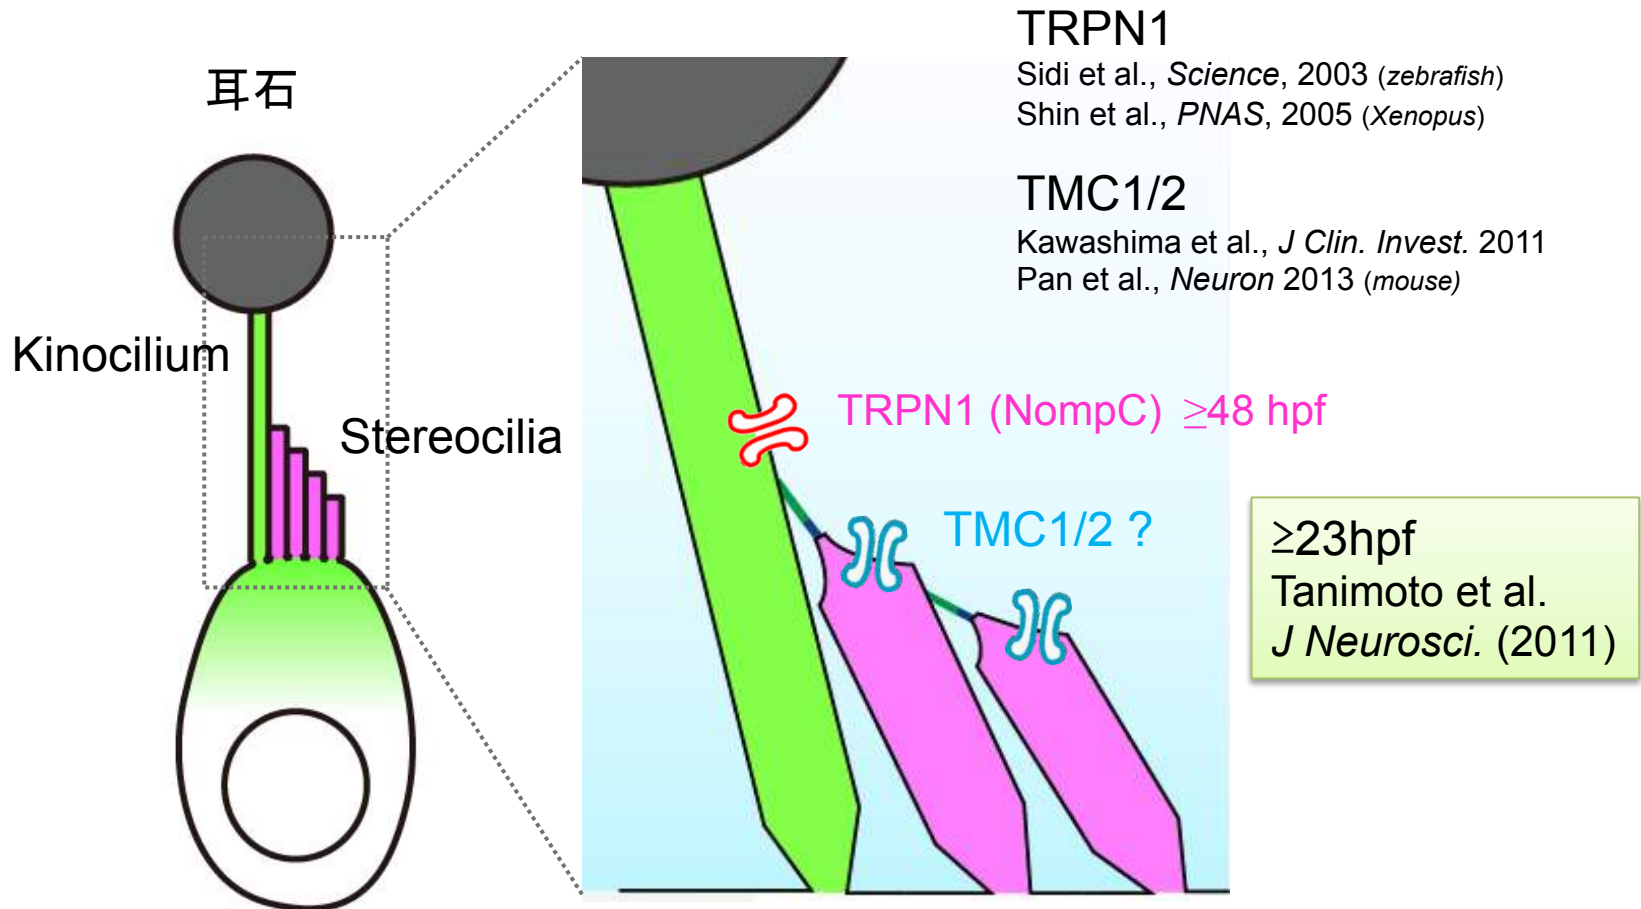 耳石
Kinocilium
Stereocilia
TRPN1
Sidi et al., Science, 2003 (zebrafish)
Shin et al., PNAS, 2005 (Xenopus)
TMC1/2
Kawashima et al., J Clin. Invest. 2011
Pan et al., Neuron 2013 (mouse)
TRPN1 (NompC) ≥48 hpf
TMC1/2 ?
≥23hpf
Tanimoto et al.
J Neurosci. (2011)